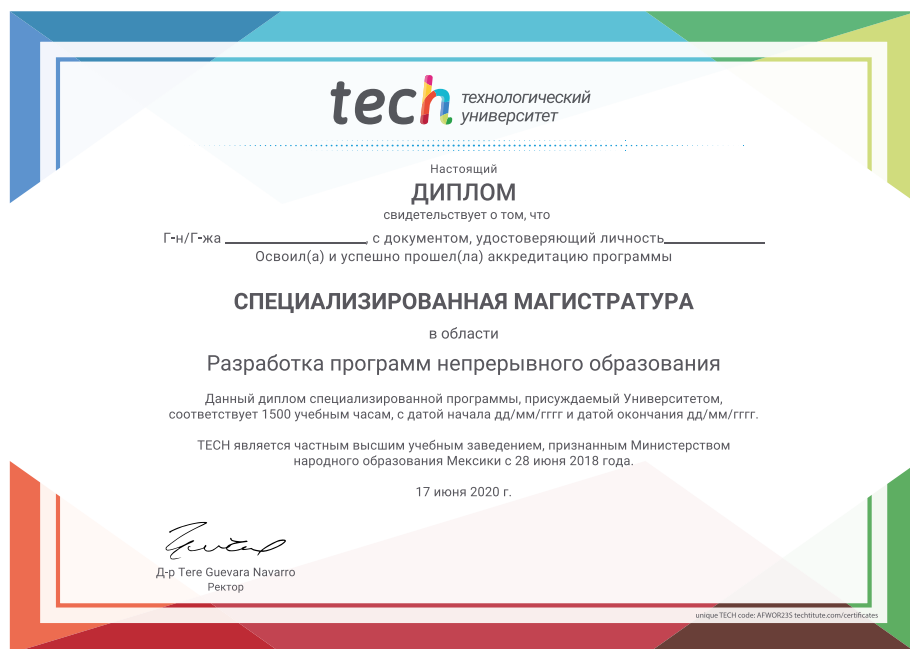 tech технологический
университет
Настоящий
ДИПЛОМ
свидетельствует о том, что
Г-н/Г-жа ____________________, с документом, удостоверяющий личность______________
Освоил(а) и успешно прошел(ла) аккредитацию программы
СПЕЦИАЛИЗИРОВАННАЯ МАГИСТРАТУРА
в области
Разработка программ непрерывного образования
Данный диплом специализированной программы, присуждаемый Университетом,
соответствует 1500 учебным часам, с датой начала дд/мм/гггг и датой окончания дд/мм/гггг.
TECH является частным высшим учебным заведением, признанным Министерством
народного образования Мексики с 28 июня 2018 года.
17 июня 2020 г.
Д-р Tere Guevara Navarro
Ректор
unique TECH code: AFWOR23S techtitute.com/certificates